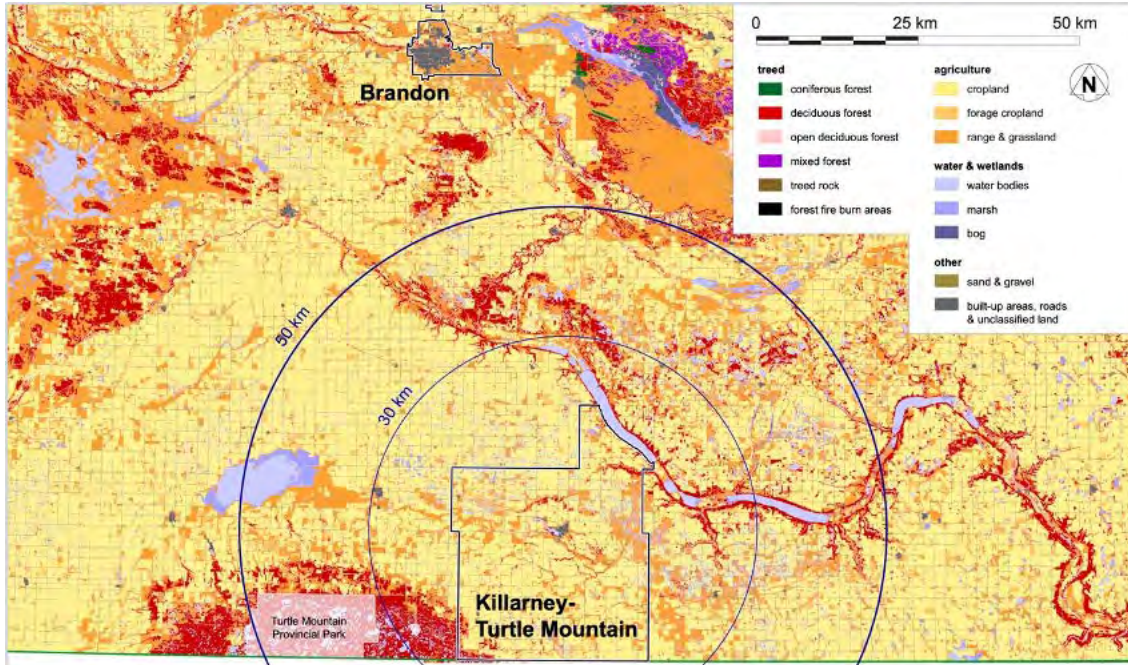 0 25 km 50 km
treed
coniferous forest
deciduous forest
open deciduous forest
mixed forest
treed rock
forest fire burn areas
agriculture
cropland
forage cropland
range & grassland
water & wetlands
water bodies
marsh
bog
other
sand & gravel
built-up areas, roads
& unclassified land
N
Brandon
50 km
30 km
Killarney-
Turtle Mountain
Turtle Mountain
Provincial Park